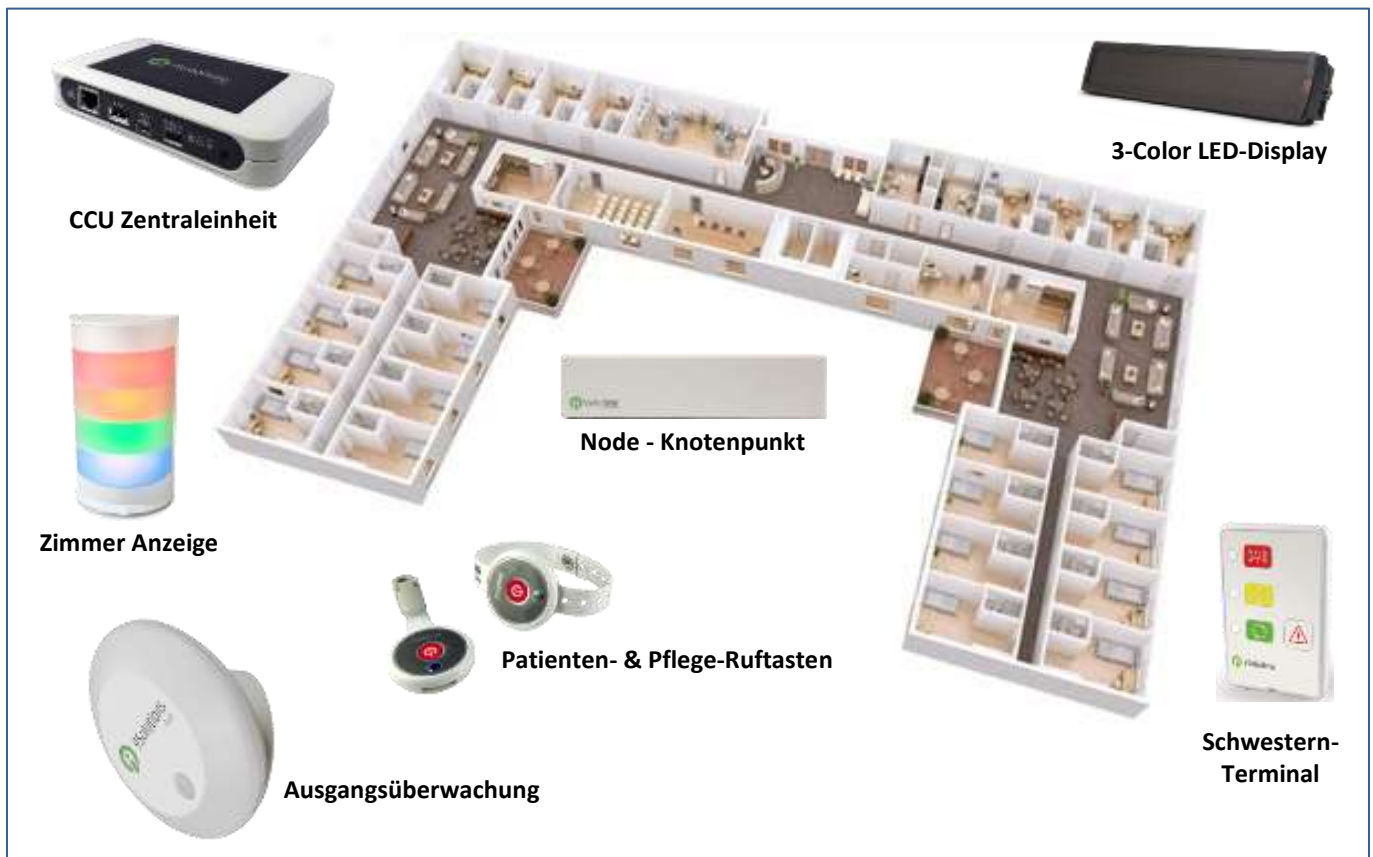 3-Color LED-Display
CCU Zentraleinheit
Node - Knotenpunkt
Zimmer Anzeige
Patienten- & Pflege-Ruftasten
Schwestern-
Terminal
Ausgangsüberwachung